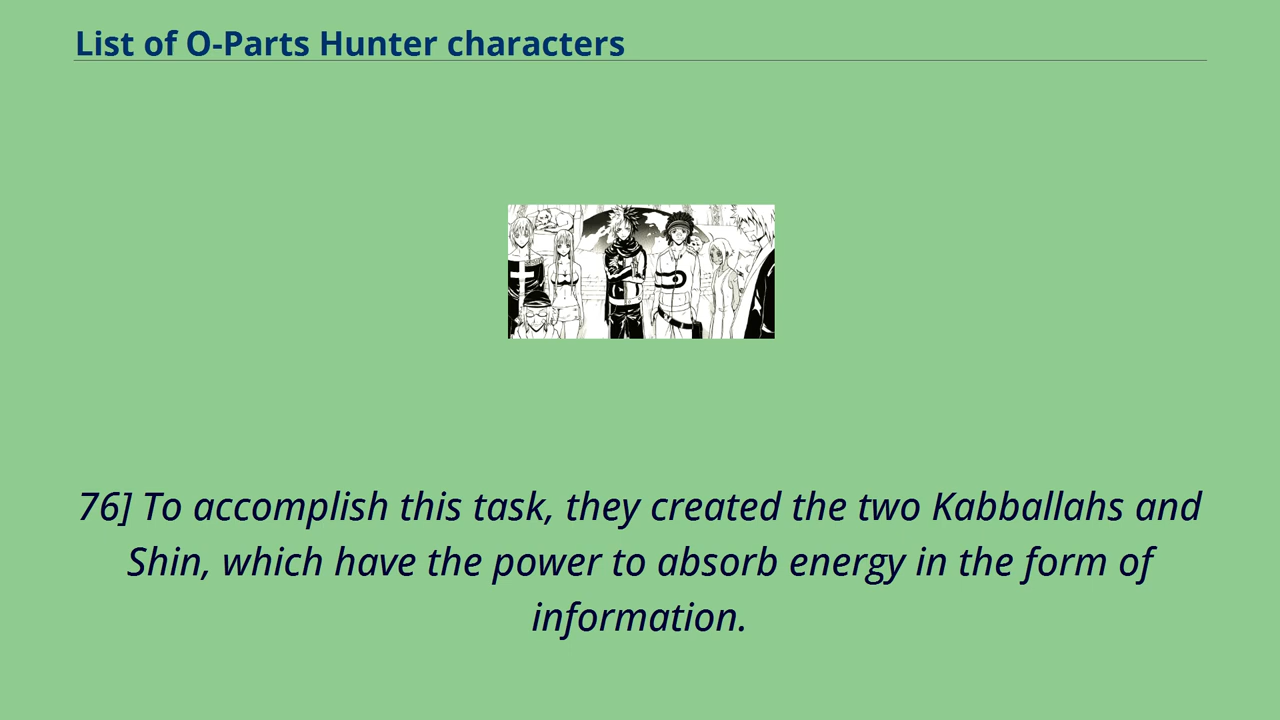 List of O-Parts Hunter characters
76] To accomplish this task, they created the two Kabballahs and
Shin, which have the power to absorb energy in the form of
information.